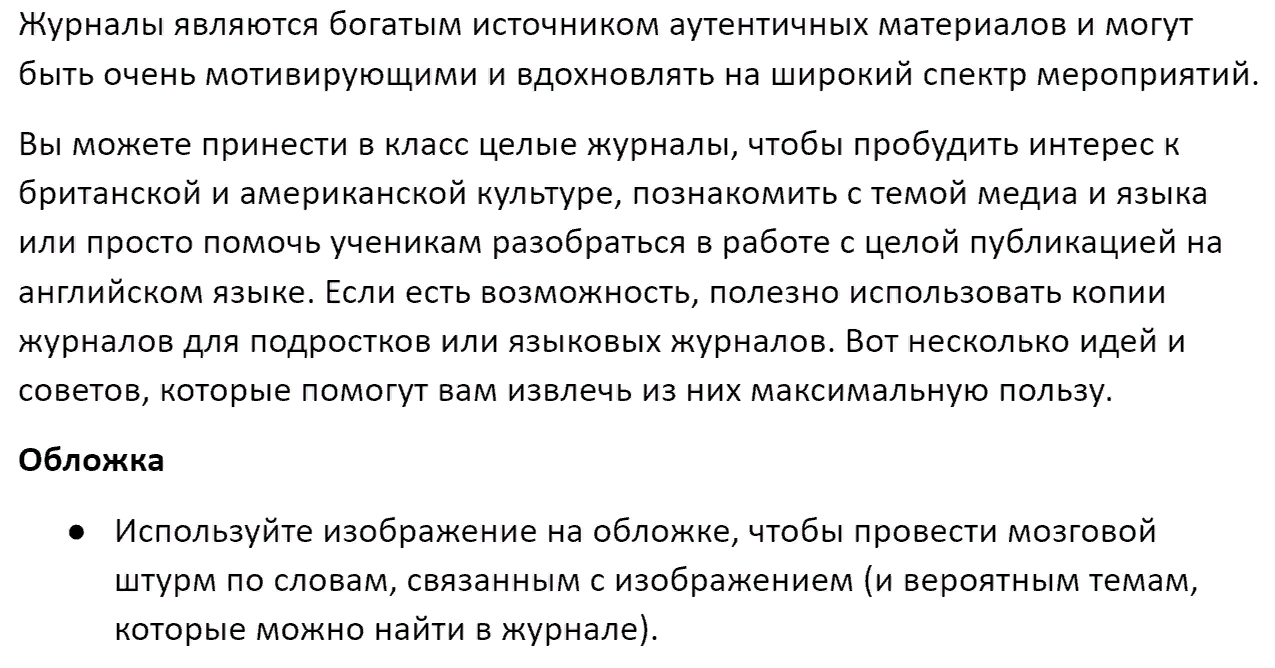 Журналы являются богатым источником аутентичных материалов и могут
быть очень мотивирующими и вдохновлять на широкий спектр мероприятий.
Вы можете принести в класс целые журналы, чтобы пробудить интерес к
британской и американской культуре, познакомить с темой медиа и языка
или просто помочь ученикам разобраться в работе с целой публикацией на
английском языке. Если есть возможность, полезно использовать копии
журналов для подростков или языковых журналов. Вот несколько идей и
советов, которые помогут вам извлечь из них максимальную пользу.
Обложка
● Используйте изображение на обложке, чтобы провести мозговой
штурм по словам, связанным с изображением (и вероятным темам,
которые можно найти в журнале).